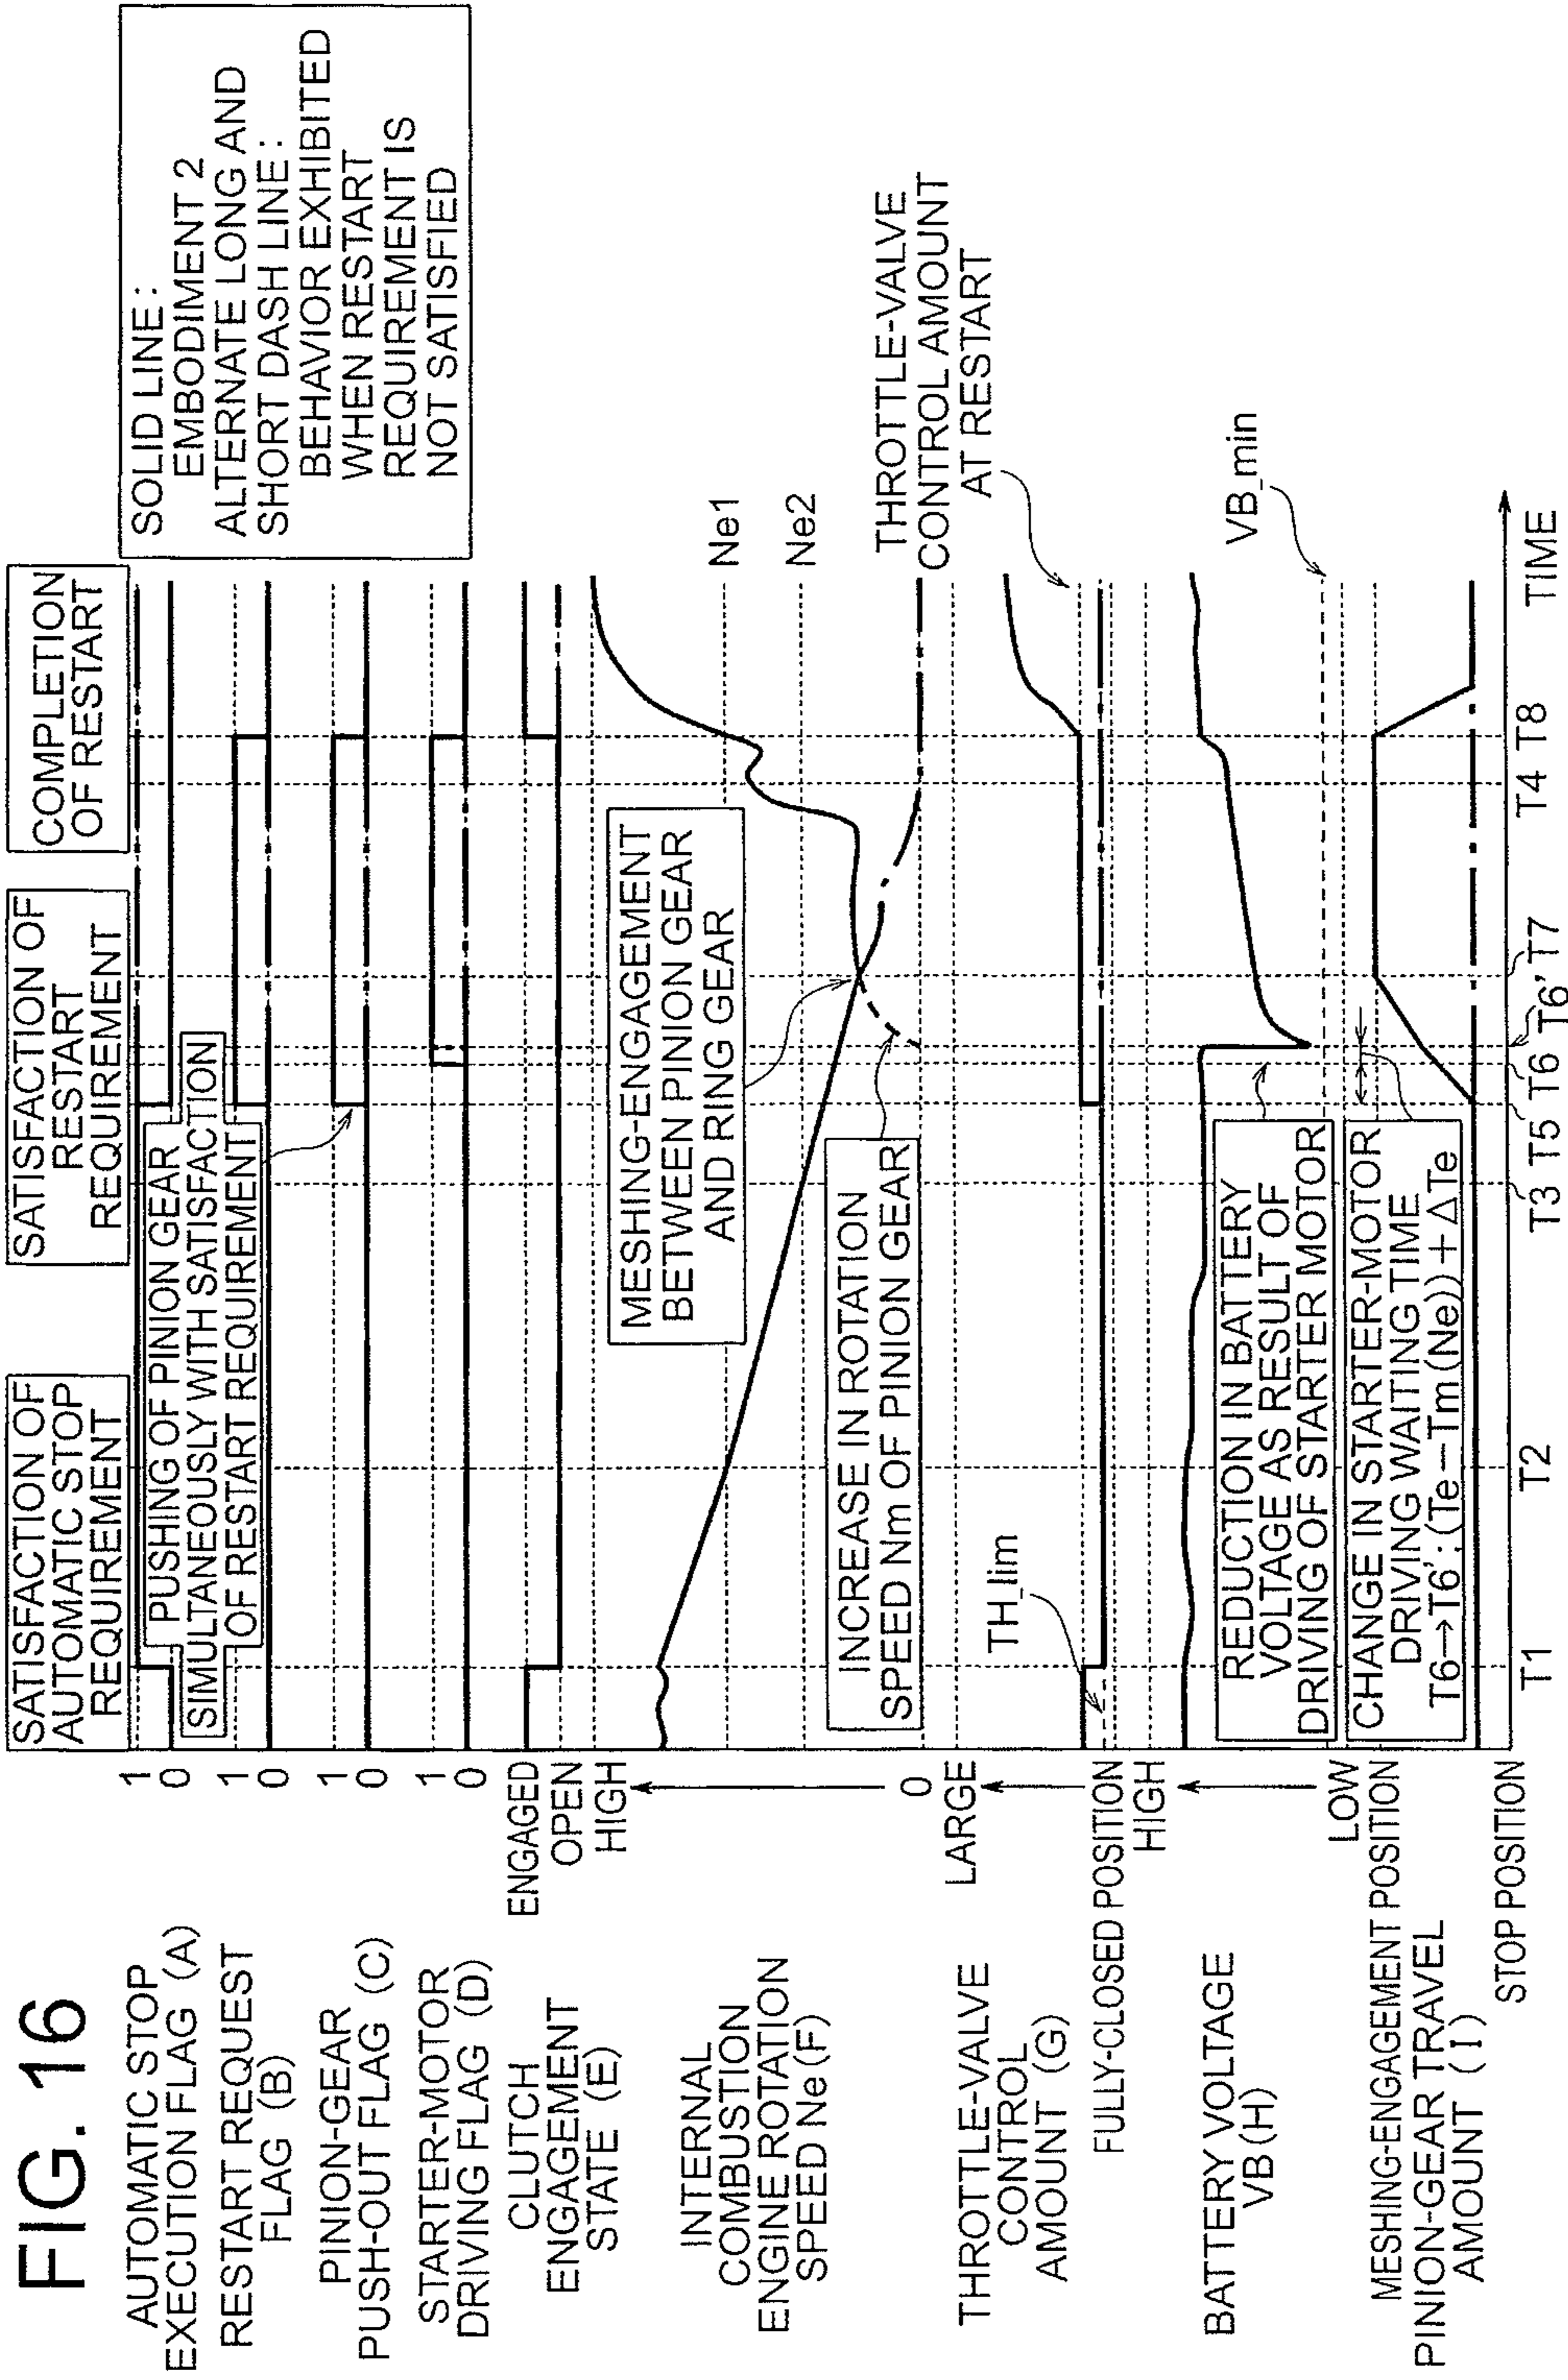 FIG. 16
SATISFACTION OF
AUTOMATIC STOP
REQUIREMENT
SATISFACTION OF
RESTART
REQUIREMENT
COMPLETION
OF RESTART
SOLID LINE :
EMBODIMENT 2
ALTERNATE LONG AND
SHORT DASH LINE :
BEHAVIOR EXHIBITED
WHEN RESTART
REQUIREMENT IS
NOT SATISFIED
AUTOMATIC STOP
EXECUTION FLAG (A)
1
0
RESTART REQUEST
FLAG (B)
1
0
PUSHING OF PINION GEAR
SIMULTANEOUSLY WITH SATISFACTION
OF RESTART REQUIREMENT
PINION-GEAR
PUSH-OUT FLAG (C)
1
0
STARTER-MOTOR
DRIVING FLAG (D)
1
0
CLUTCH
ENGAGEMENT
STATE (E)
ENGAGED
OPEN
INTERNAL
COMBUSTION
ENGINE ROTATION
SPEED Ne(F)
HIGH
0
MESHING-ENGAGEMENT
BETWEEN PINION GEAR
AND RING GEAR
Ne1
Ne2
INCREASE IN ROTATION
SPEED Nm OF PINION GEAR
THROTTLE-VALVE
CONTROL AMOUNT
AT RESTART
THROTTLE-VALVE
CONTROL
AMOUNT (G)
LARGE
FULLY-CLOSED POSITION
TH_lim
BATTERY VOLTAGE
VB(H)
HIGH
LOW
REDUCTION IN BATTERY
VOLTAGE AS RESULT OF
DRIVING OF STARTER MOTOR
VB_min
MESHING-ENGAGEMENT POSITION
PINION-GEAR TRAVEL
AMOUNT (I)
STOP POSITION
CHANGE IN STARTER-MOTOR
DRIVING WAITING TIME
T6→T6':(Te−Tm(Ne))+△Te
T1
T2
T3
T5
T6
T6'
T7
T4
T8
TIME